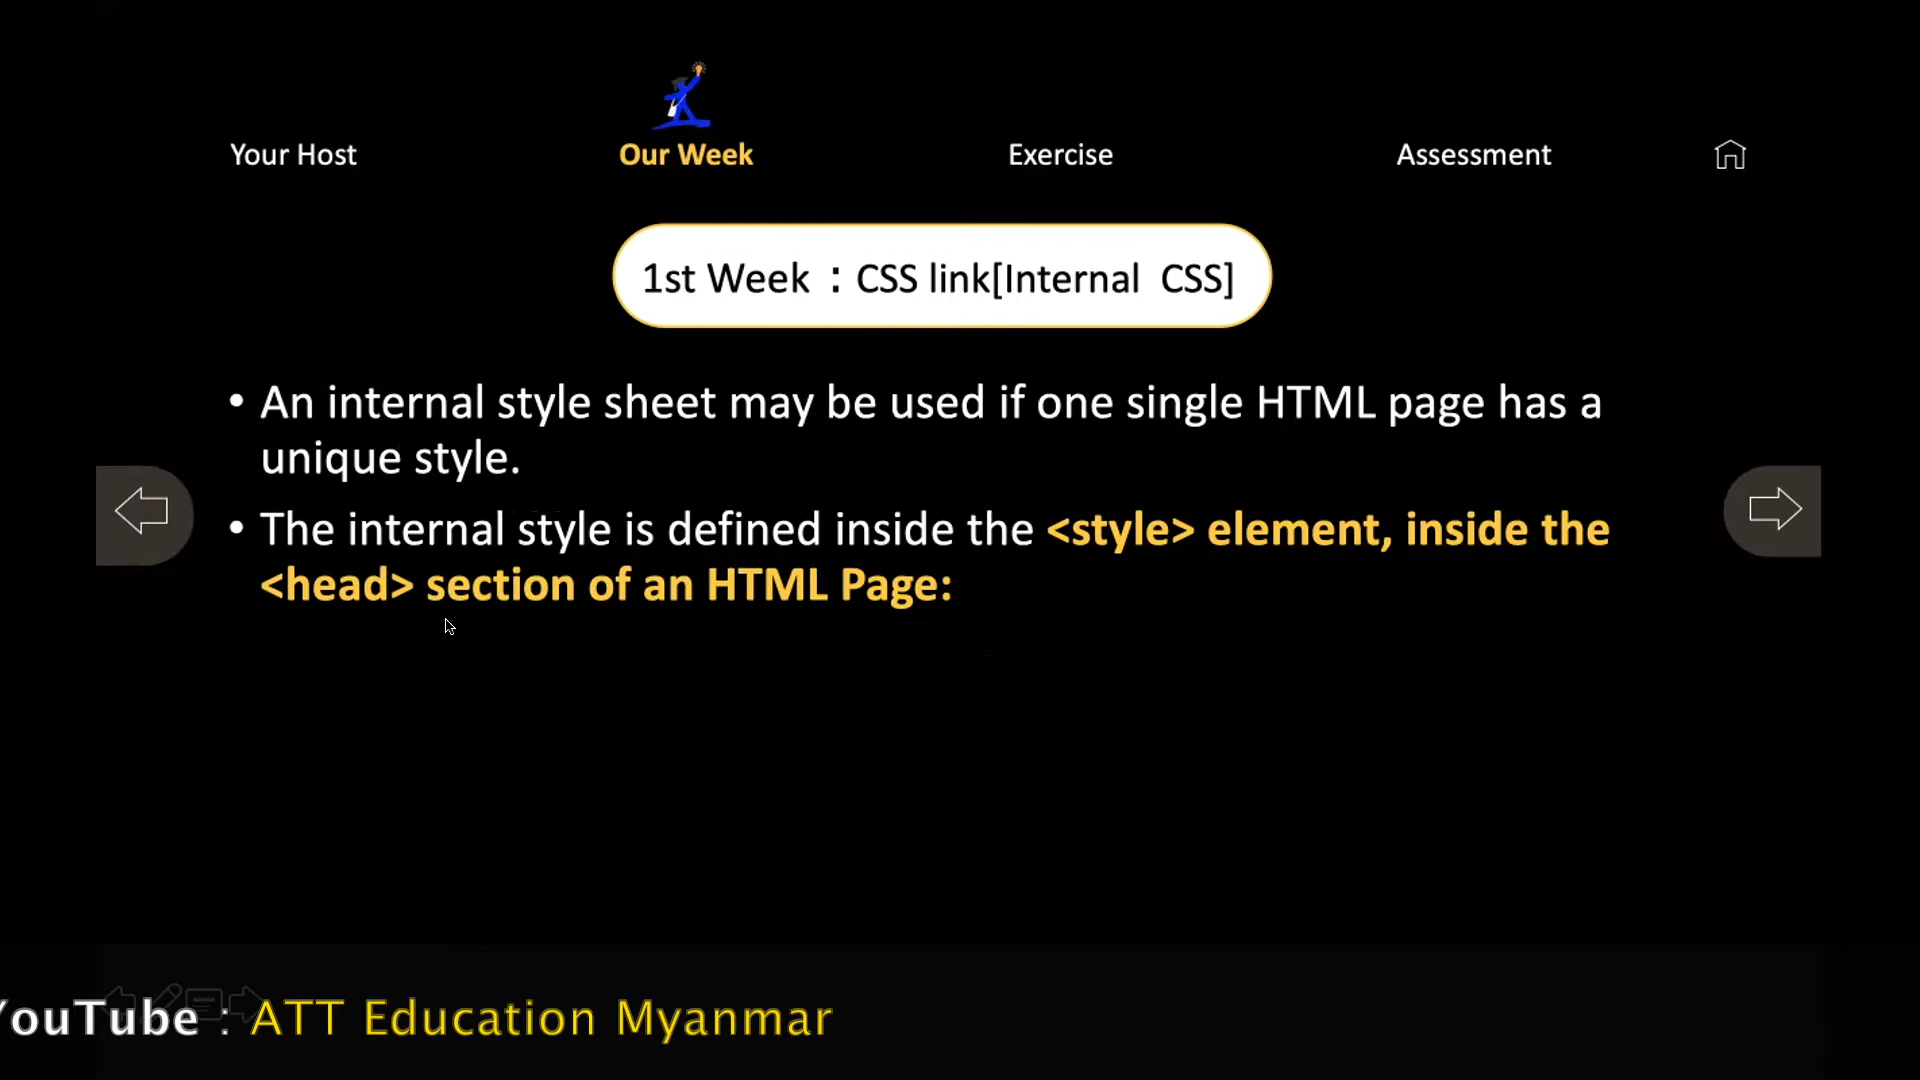 Your Host
Our Week
Exercise
Assessment
1st Week : CSS link[Internal CSS]
• An internal style sheet may be used if one single HTML page has a
unique style.
• The internal style is defined inside the <style> element, inside the
<head> section of an HTML Page:
YouTube : ATT Education Myanmar